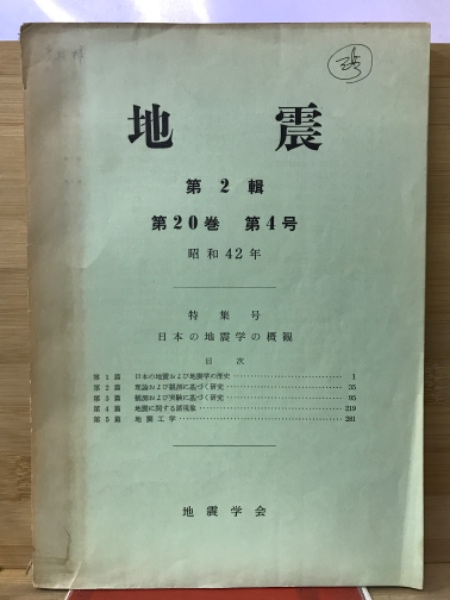 地震
第2輯
第20巻 第4号
昭和42年
特集号
日本の地震学の概観
目次
第1篇 日本の地震および地震学の歴史 1
第2篇 理論および観測に基づく研究 35
第3篇 観測および実験に基づく研究 95
第4篇 地震に関する諸現象 219
第5篇 地震工学 281
地震学会